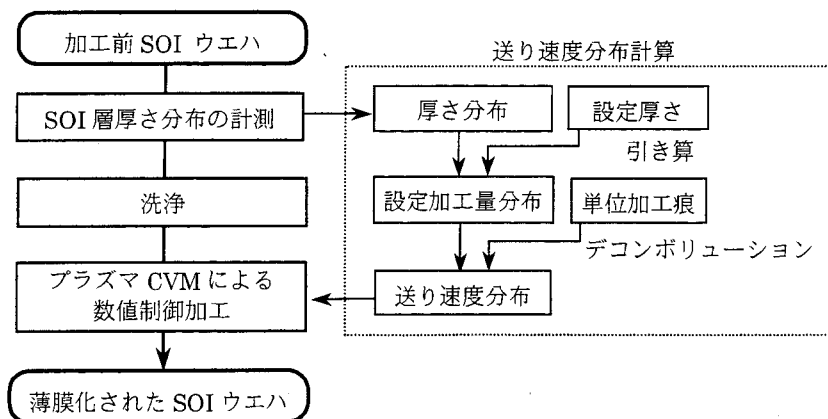 加工前 SOI ウエハ
SOI 層厚さ分布の計測
洗浄
プラズマ CVM による
数値制御加工
薄膜化された SOI ウエハ
送り速度分布計算
厚さ分布
設定厚さ
引き算
設定加工量分布
単位加工痕
デコンボリューション
送り速度分布